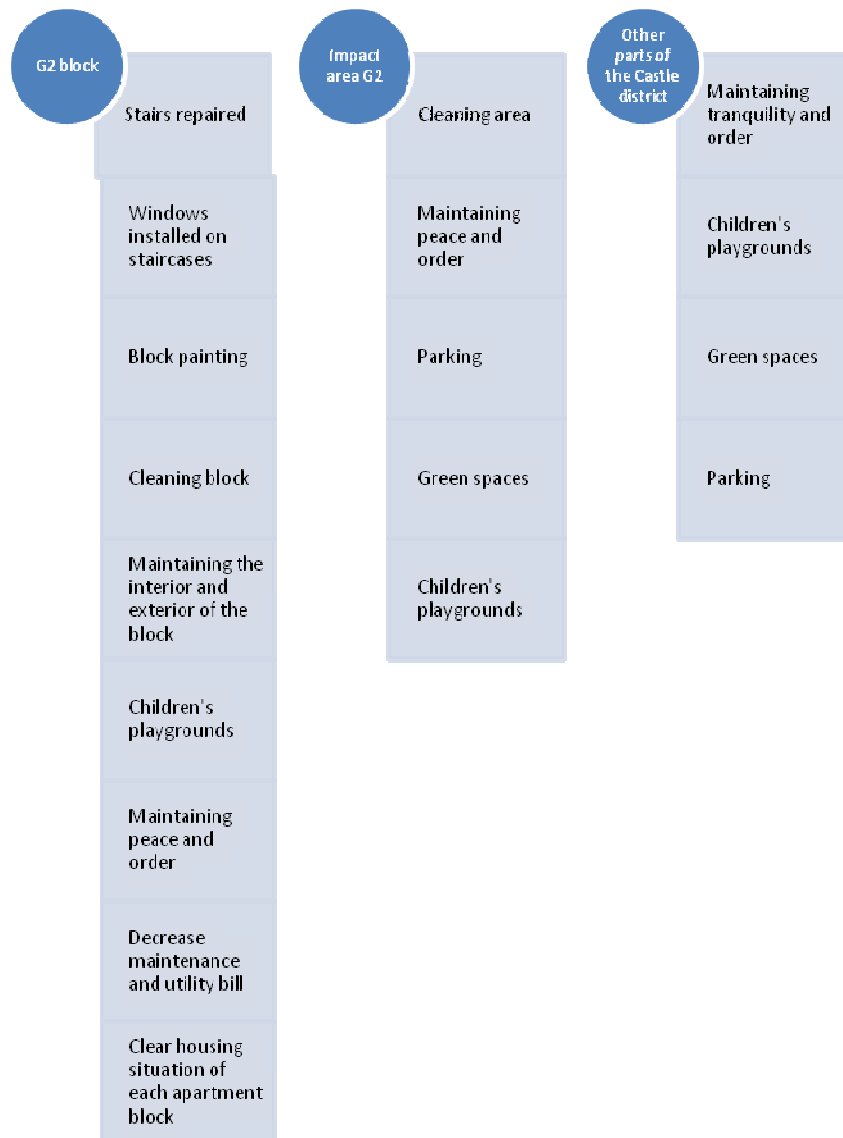 G2 block
Stairs repaired
Windows
installed on
staircases
Block painting
Cleaning block
Maintaining the
interior and
exterior of the
block
Children's
playgrounds
Maintaining
peace and
order
Decrease
maintenance
and utility bill
Clear housing
situation of
each apartment
block
Impact
area G2
Cleaning area
Maintaining
peace and
order
Parking
Green spaces
Children's
playgrounds
Other
parts of
the Castle
district
Maintaining
tranquility and
order
Children's
playgrounds
Green spaces
Parking